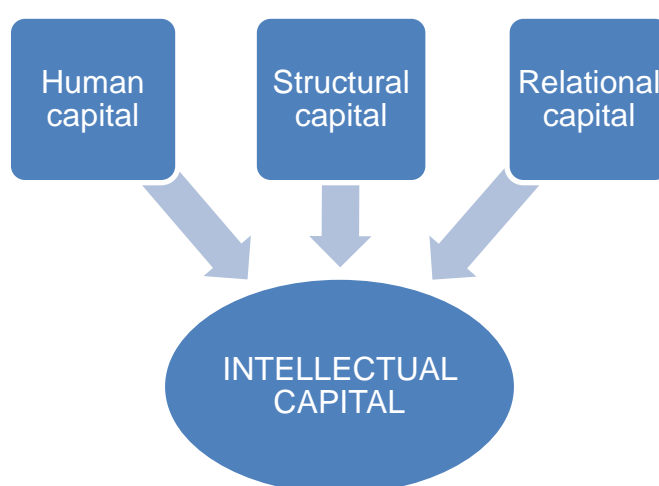 Human
capital
Structural
capital
Relational
capital
INTELLECTUAL
CAPITAL